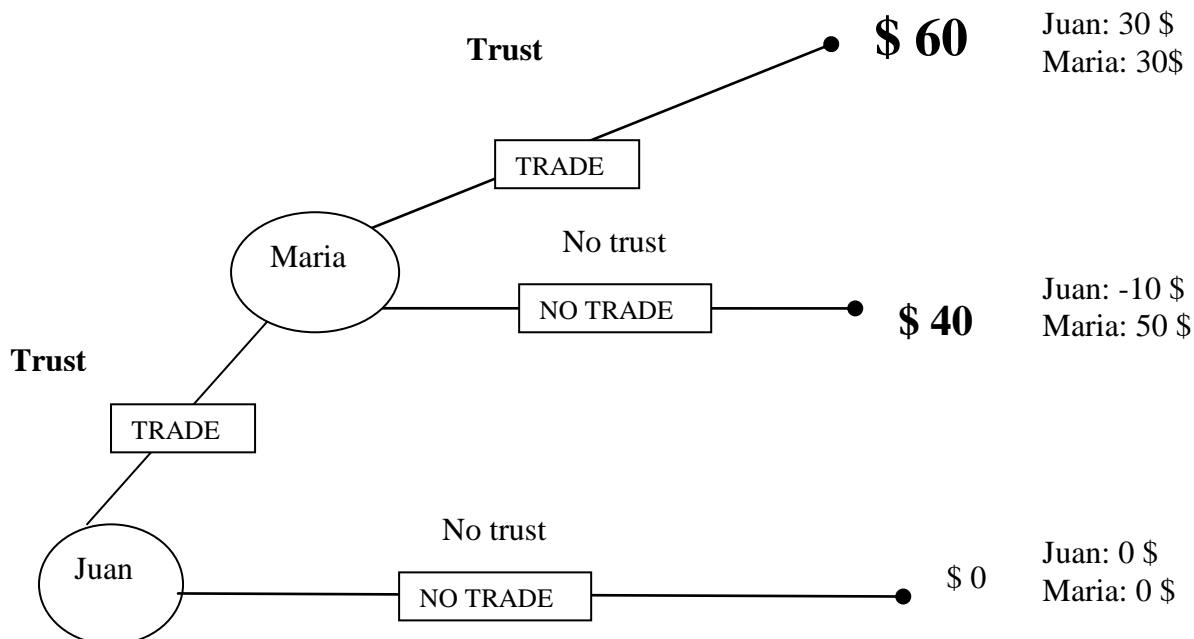 Trust
$ 60
Juan: 30 $
Maria: 30$
TRADE
Maria
No trust
NO TRADE
$ 40
Juan: -10 $
Maria: 50 $
Trust
TRADE
Juan
No trust
NO TRADE
$ 0
Juan: 0 $
Maria: 0 $